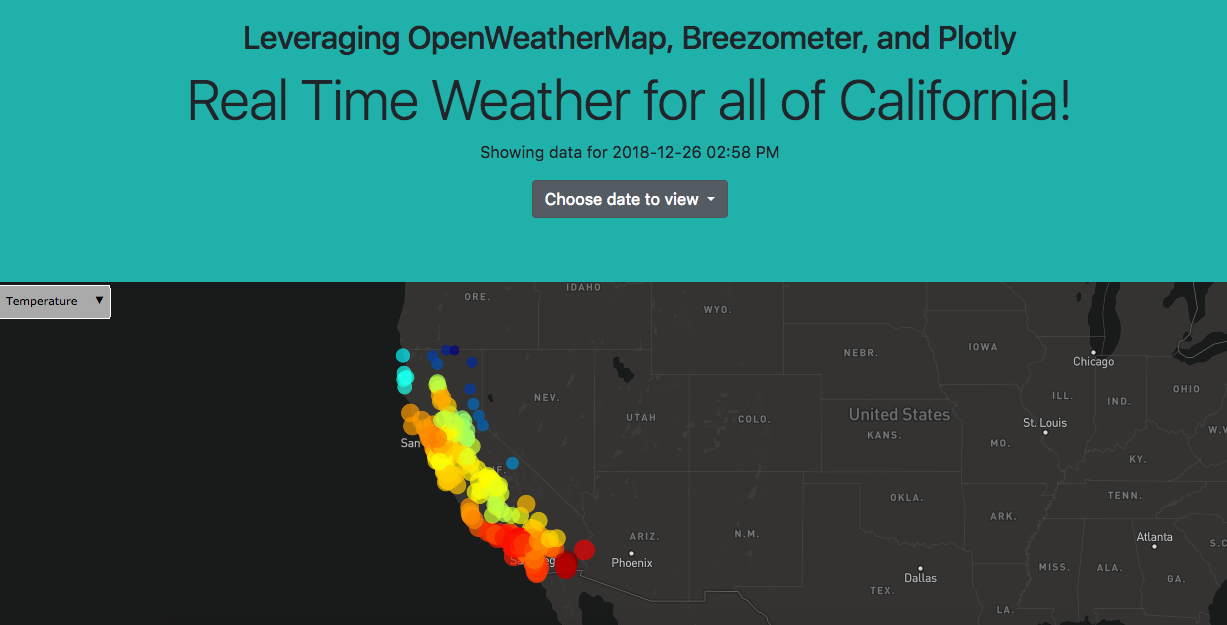 Leveraging OpenWeatherMap, Breezometer, and Plotly
Real Time Weather for all of California!
Showing data for 2018-12-26 02:58 PM
Choose date to view
Temperature
ORE.
IDAHO
WYO.
NEBR.
IOWA
Chicago
NEV.
UTAH
COLO.
United States
KANS.
ILL.
IND.
OHIO
St. Louis
MO.
W.V
San
KY.
OKLA.
TENN.
ARK.
ARIZ.
N.M.
Phoenix
Dallas
TEX.
Atlanta
S.C
MISS.
ALA.
GA.
LA.